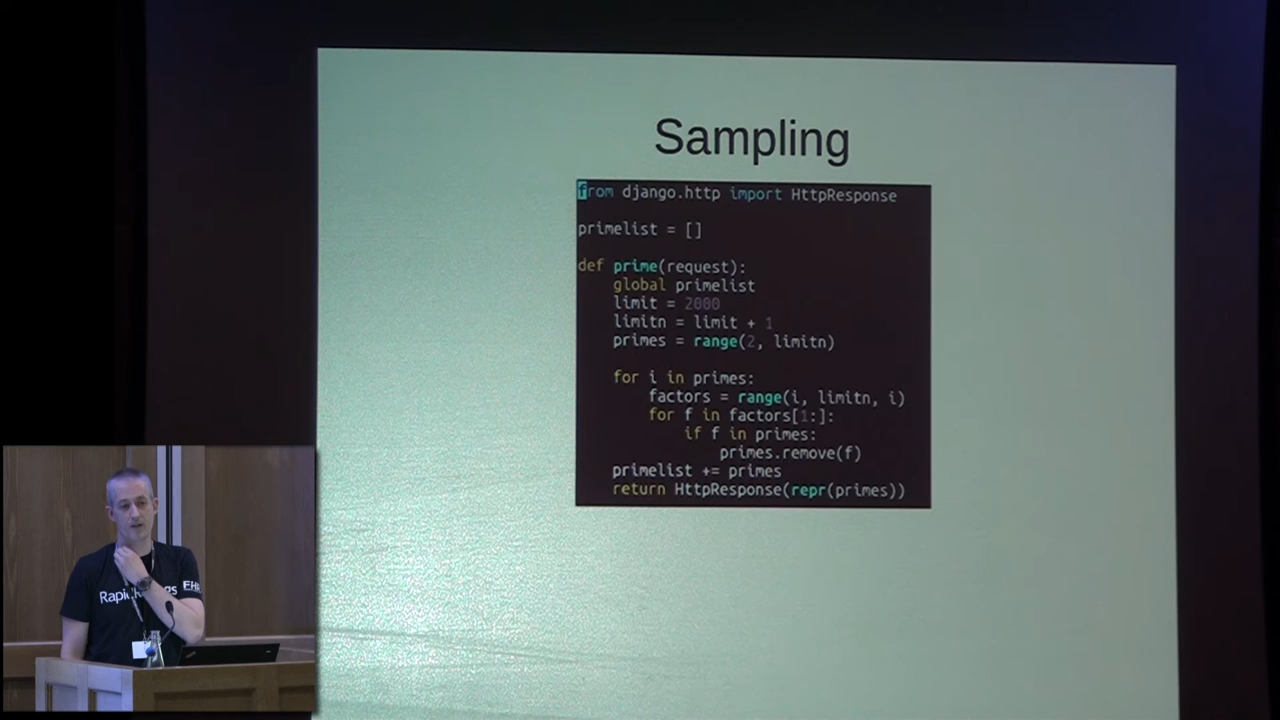 Sampling
from django.http import HttpResponse
primelist = []
def prime(request):
    global primelist
    limit = 2000
    limitn = limit + 1
    primes = range(2, limitn)
    for i in primes:
        factors = range(i, limitn, i)
        for f in factors[1:]:
            if f in primes:
                primes.remove(f)
    primelist += primes
    return HttpResponse(repr(primes))